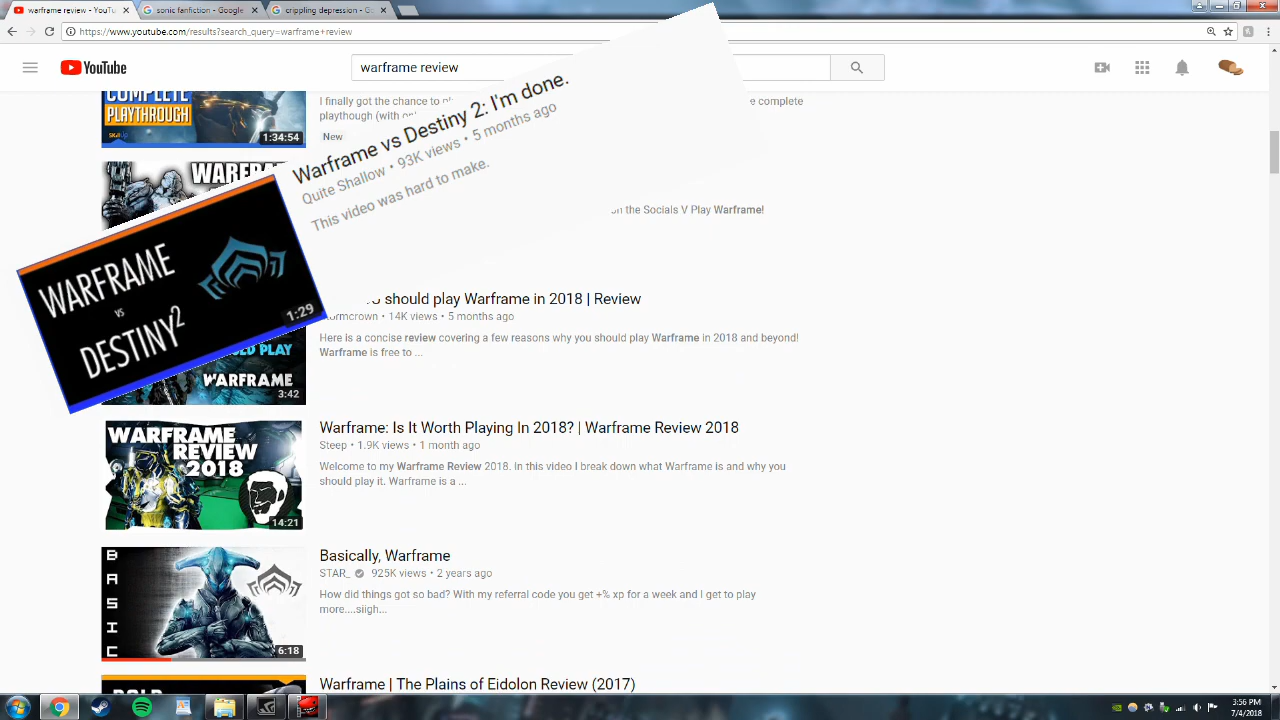 warframe review - YouTu
sonic fanfiction - Google
crippling depression - Go
https://www.youtube.com/results?search_query=warframe+review
YouTube
warframe review
COMPLETE
PLAYTHROUGH
1:34:54
I finally got the chance to
complete
playthough (with
New
WARFRAME
on the Socials V Play Warframe!
Warframe vs Destiny 2: I'm done.
Quite Shallow • 93K views • 5 months ago
This video was hard to make.
WARFRAME
VS
DESTINY2
1:29
should play Warframe in 2018 | Review
14K views • 5 months ago
Here is a concise review covering a few reasons why you should play Warframe in 2018 and beyond!
Warframe is free to ...
PLAY
WARFRAME
3:42
Warframe: Is It Worth Playing In 2018? | Warframe Review 2018
Steep • 1.9K views • 1 month ago
Welcome to my Warframe Review 2018. In this video I break down what Warframe is and why you
should play it. Warframe is a ...
WARFRAME
REVIEW
2018
14:21
Basically, Warframe
STAR_ 925K views • 2 years ago
How did things got so bad? With my referral code you get +% xp for a week and I get to play
more....siigh...
B
A
S
I
C
6:18
Warframe | The Plains of Eidolon Review (2017)
3:56 PM
7/4/2018